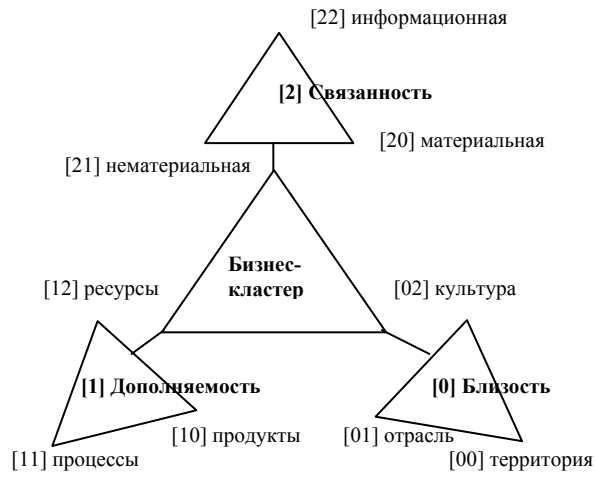 [22] информационная
[2] Связанность
[20] материальная
[21] нематериальная
Бизнес-
кластер
[12] ресурсы
[02] культура
[1] Дополняемость
[0] Близость
[10] продукты
[01] отрасль
[11] процессы
[00] территория